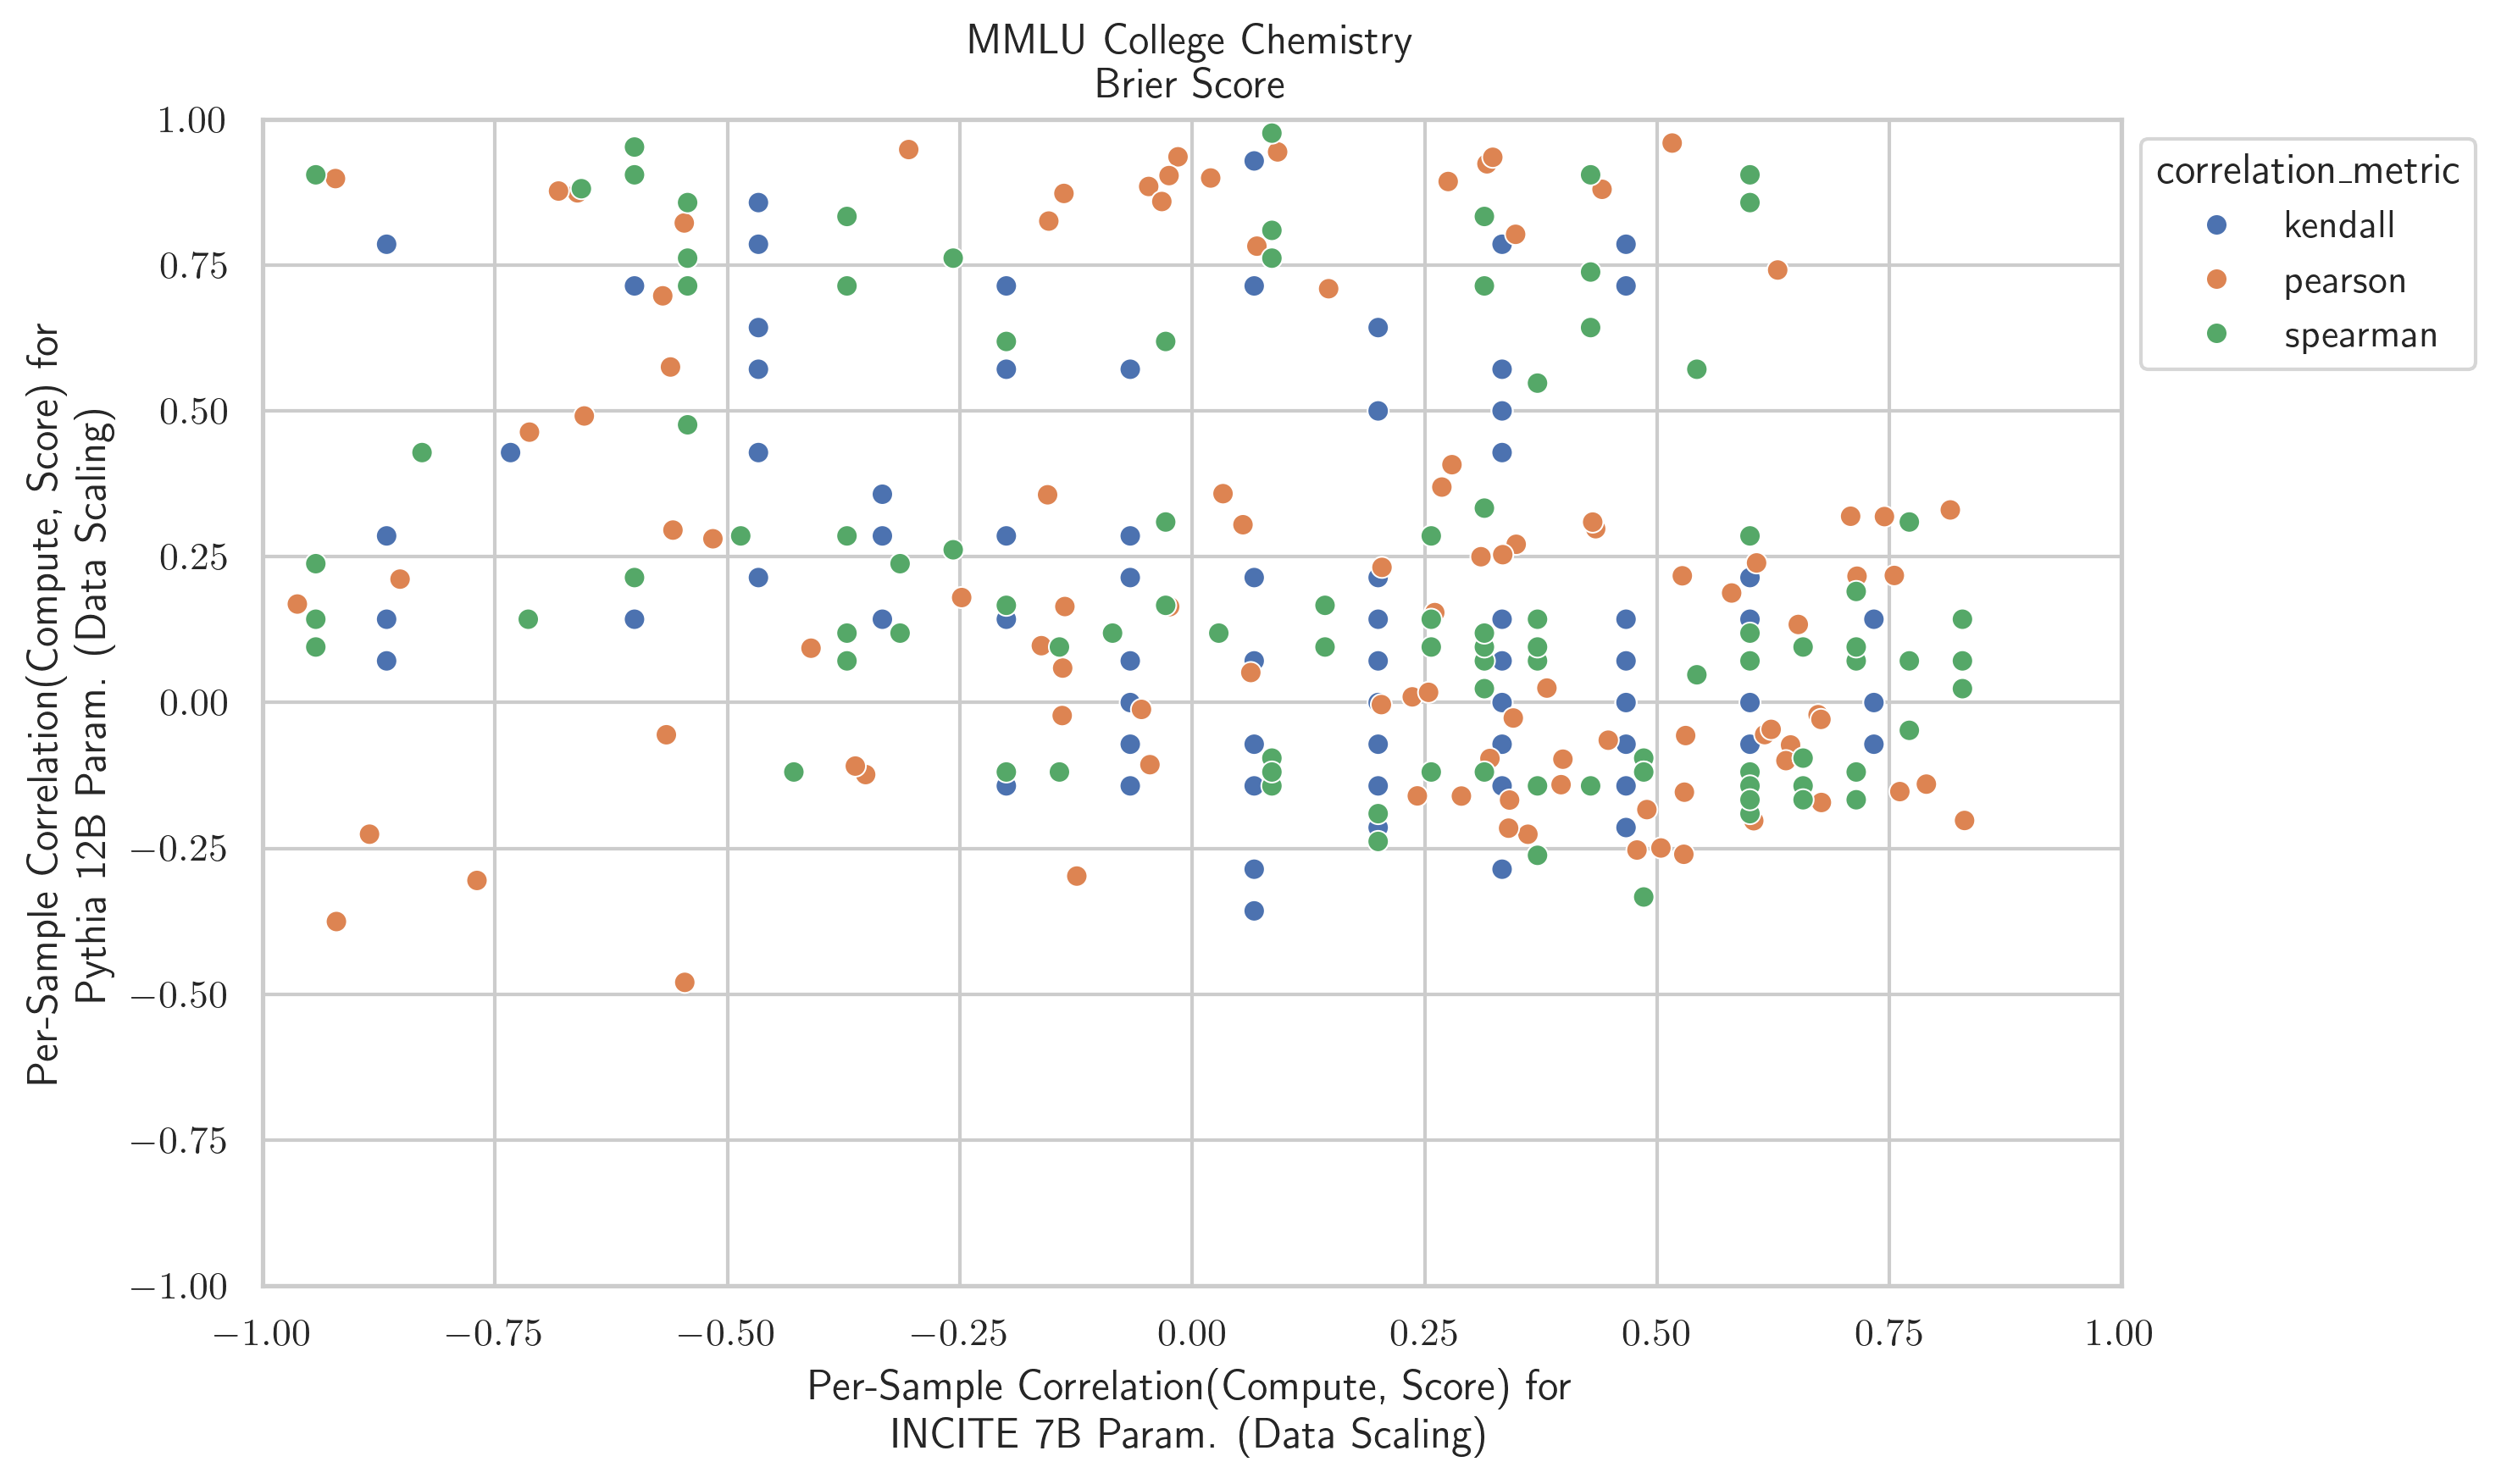 MMLU College Chemistry
Brier Score
Per-Sample Correlation(Compute, Score) for
Pythia 12B Param. (Data Scaling)
1.00
0.75
0.50
0.25
0.00
−0.25
−0.50
−0.75
−1.00
−1.00 −0.75 −0.50 −0.25 0.00 0.25 0.50 0.75 1.00
Per-Sample Correlation(Compute, Score) for
INCITE 7B Param. (Data Scaling)
correlation_metric
kendall
pearson
spearman